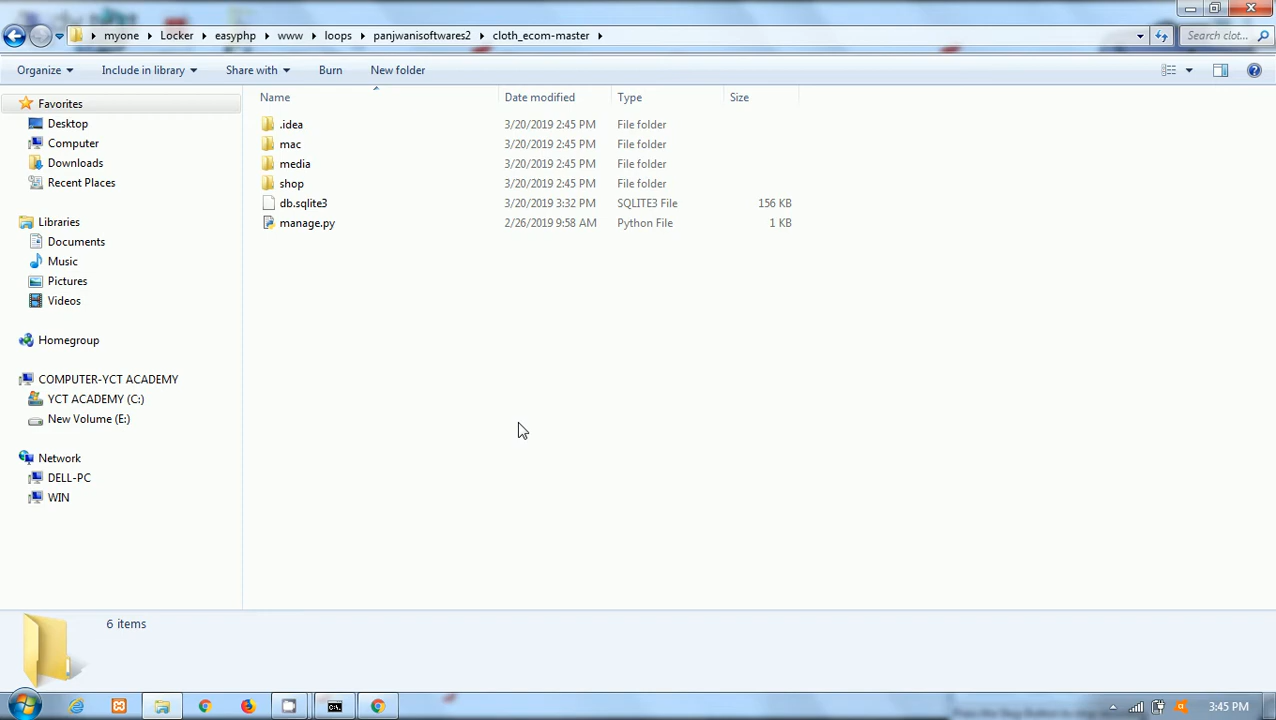 myone Locker easyphp www loops panjwanisoftwares2 cloth_ecom-master Search clot...
Organize Include in library Share with Burn New folder
Name Date modified Type Size
Favorites
Desktop
Computer
Downloads
Recent Places
Libraries
Documents
Music
Pictures
Videos
Homegroup
COMPUTER-YCT ACADEMY
YCT ACADEMY (C:)
New Volume (E:)
Network
DELL-PC
WIN
.idea 3/20/2019 2:45 PM File folder
mac 3/20/2019 2:45 PM File folder
media 3/20/2019 2:45 PM File folder
shop 3/20/2019 2:45 PM File folder
db.sqlite3 3/20/2019 3:32 PM SQLITE3 File 156 KB
manage.py 2/26/2019 9:58 AM Python File 1 KB
6 items
3:45 PM